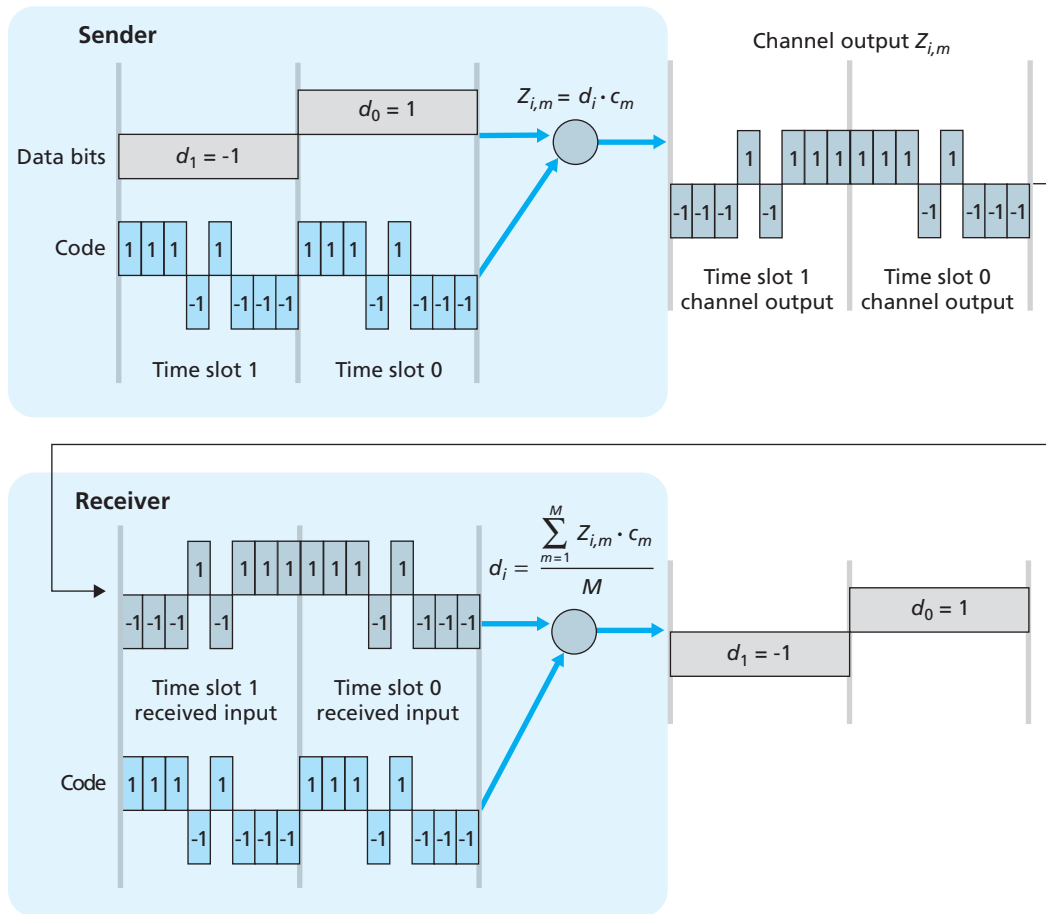 Sender
Channel output Z_{i,m}
Data bits
d_1 = -1
d_0 = 1
Z_{i,m} = d_i · c_m
-1 -1 -1 1 -1 1 1 1 1 1 1 -1 1 -1 -1 -1
Code
1 1 1 -1 1 -1 -1 -1 1 1 1 -1 1 -1 -1 -1
Time slot 1
Time slot 0
Time slot 1
channel output
Time slot 0
channel output
Receiver
-1 -1 -1 1 -1 1 1 1 1 1 1 -1 1 -1 -1 -1
Time slot 1
received input
Time slot 0
received input
d_i = \frac{\sum_{m=1}^{M} Z_{i,m} · c_m}{M}
Code
1 1 1 -1 1 -1 -1 -1 1 1 1 -1 1 -1 -1 -1
d_1 = -1
d_0 = 1